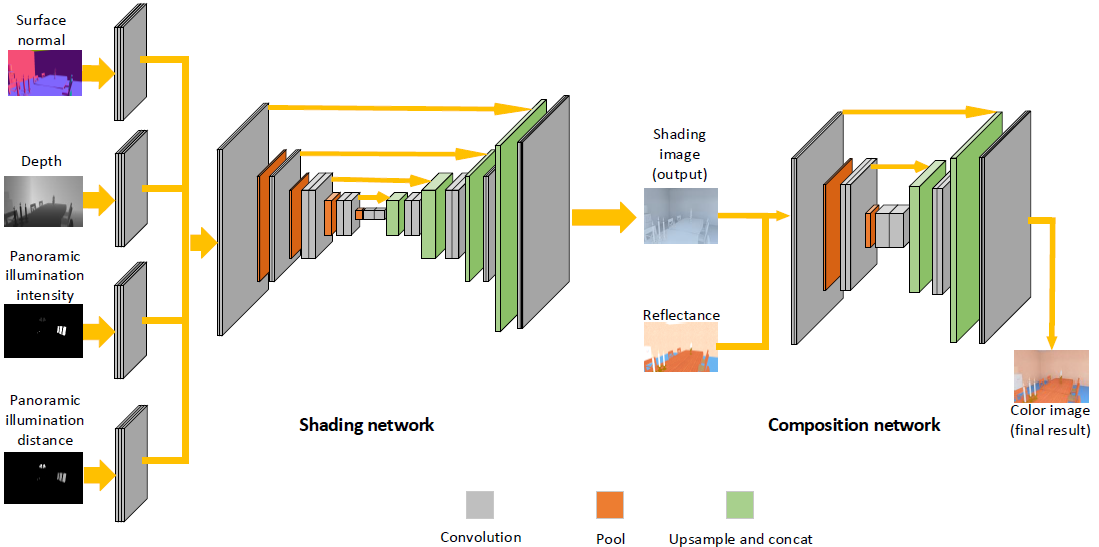 Surface
normal
Depth
Panoramic
illumination
intensity
Panoramic
illumination
distance
Shading
image
(output)
Reflectance
Shading network
Composition network
Color image
(final result)
Convolution
Pool
Upsample and concat